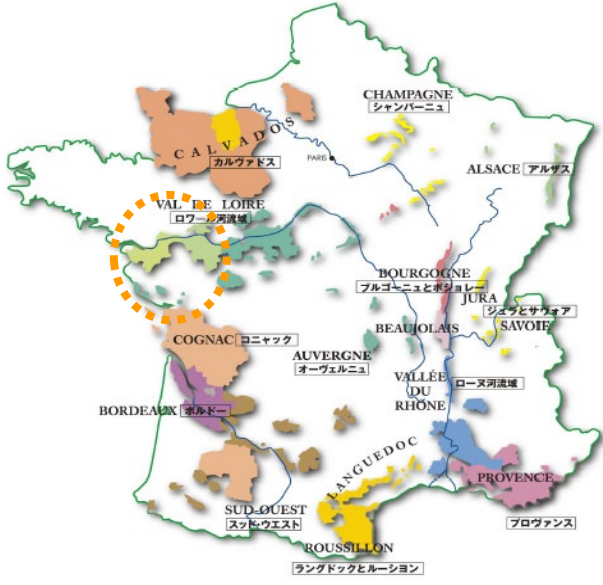 CHAMPAGNE
シャンパーニュ
CALVADOS
カルヴァドス
PARIS
ALSACE アルザス
VAL DE LOIRE
ロワール河流域
BOURGOGNE
ブルゴーニュとボジョレー
JURA
ジュラとサヴォア
SAVOIE
BEAUJOLAIS
COGNAC コニャック
AUVERGNE
オーヴェルニュ
VALLÉE
DU
RHÔNE
ローヌ河流域
BORDEAUX ボルドー
LANGUEDOC
PROVENCE
プロヴァンス
SUD-OUEST
スッド・ウエスト
ROUSSILLON
ラングドックとルーション